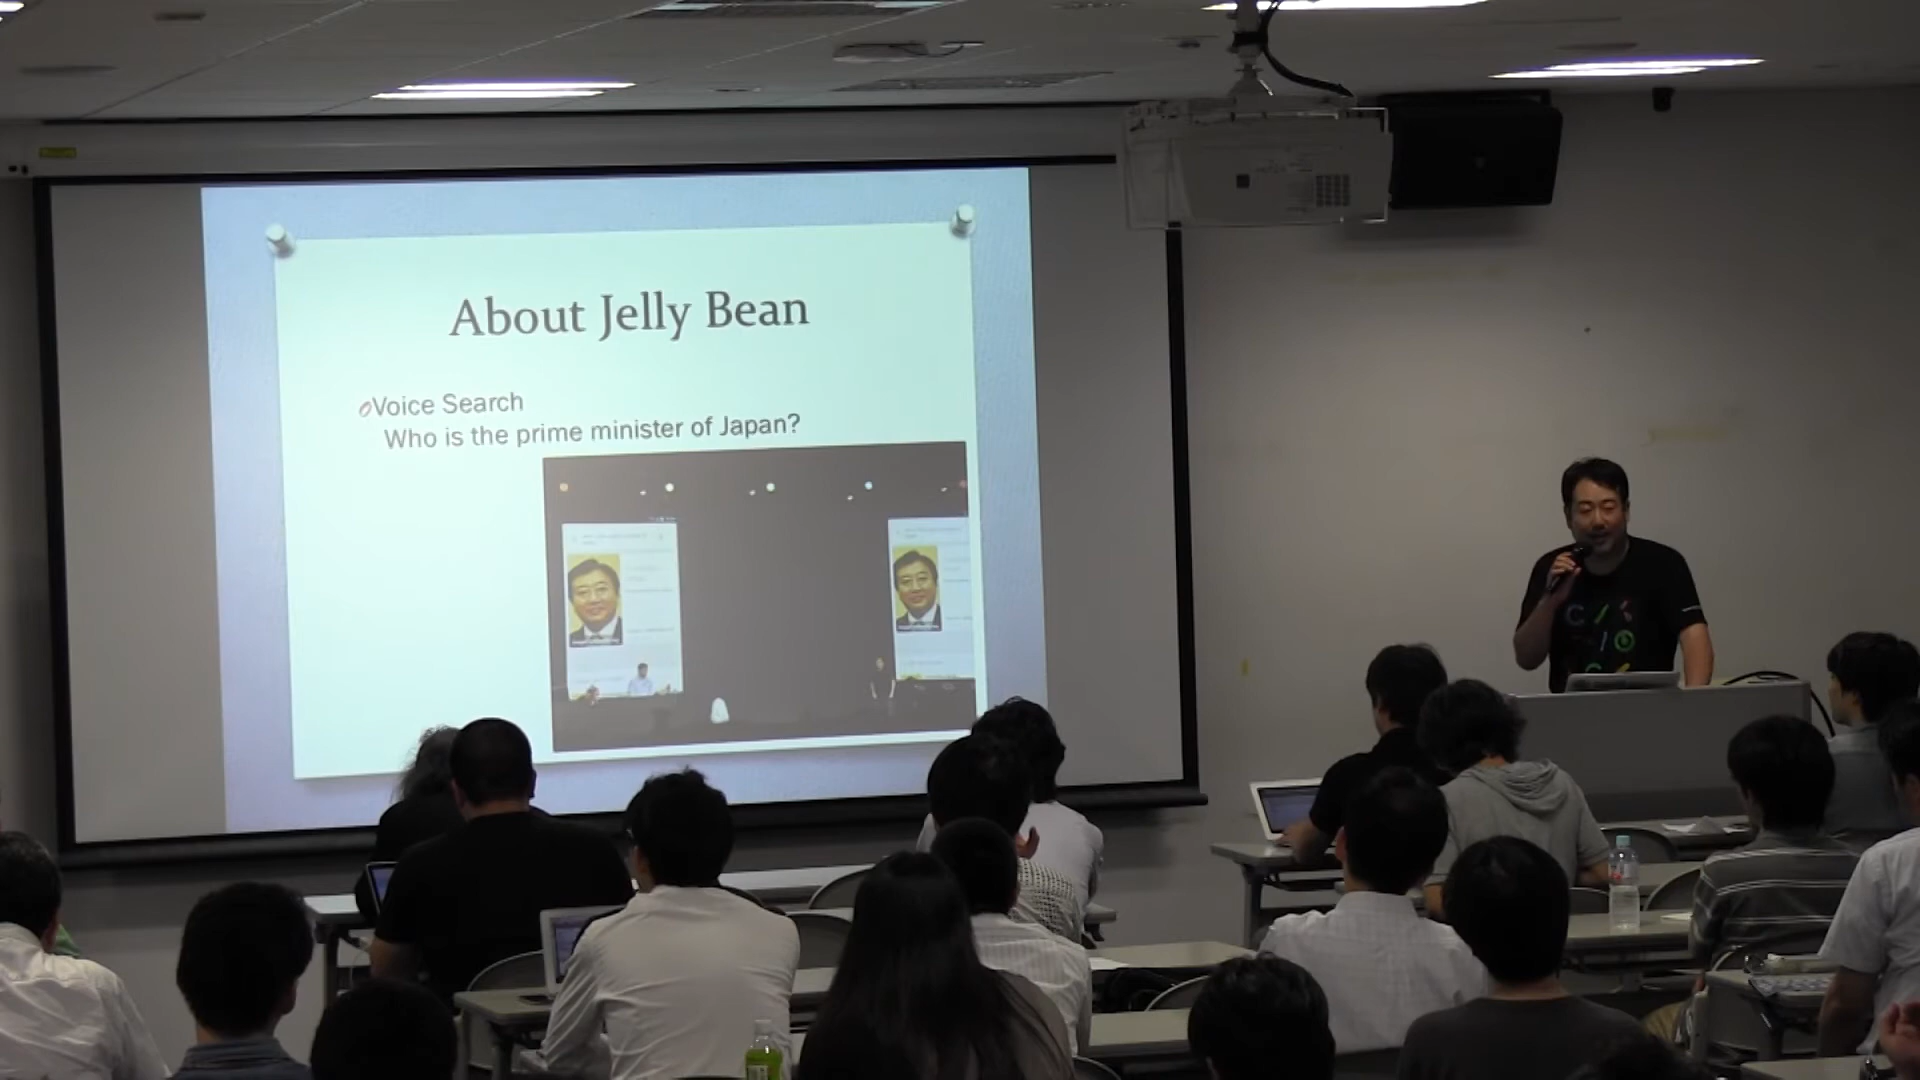 About Jelly Bean
Voice Search
Who is the prime minister of Japan?